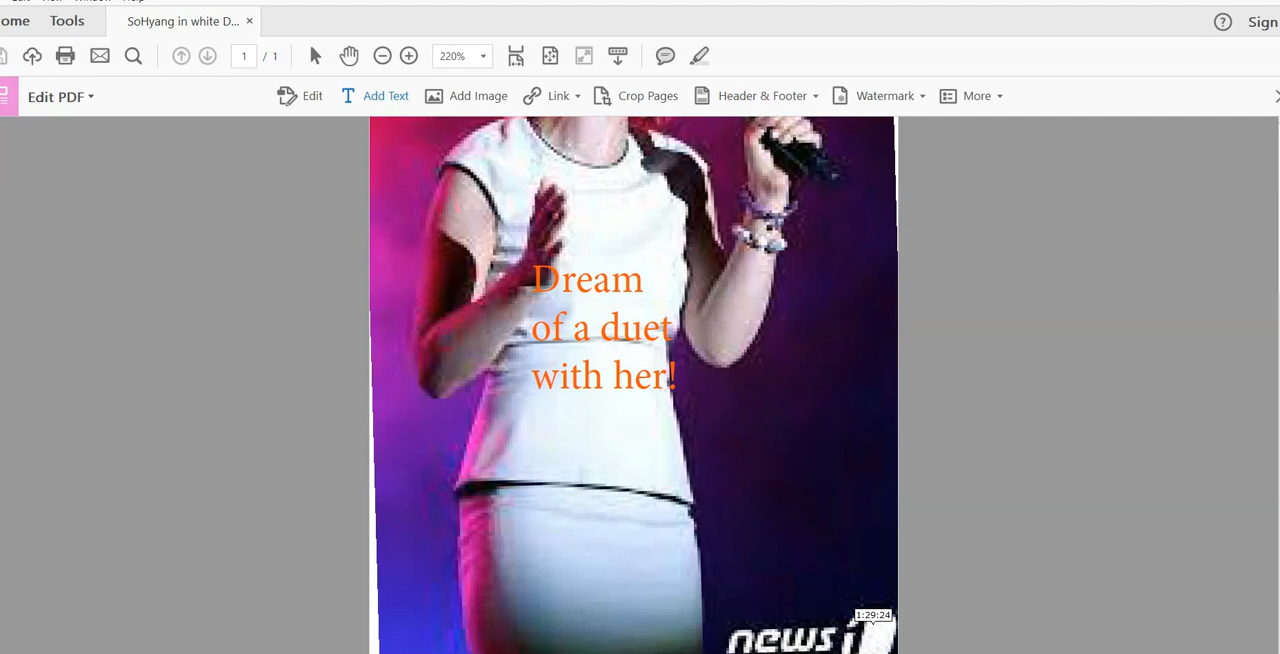 ome Tools SoHyang in white D... × ? Sign
1 / 1 220%
Edit PDF Edit Add Text Add Image Link Crop Pages Header & Footer Watermark More
Dream
of a duet
with her!
1:29:24
news1